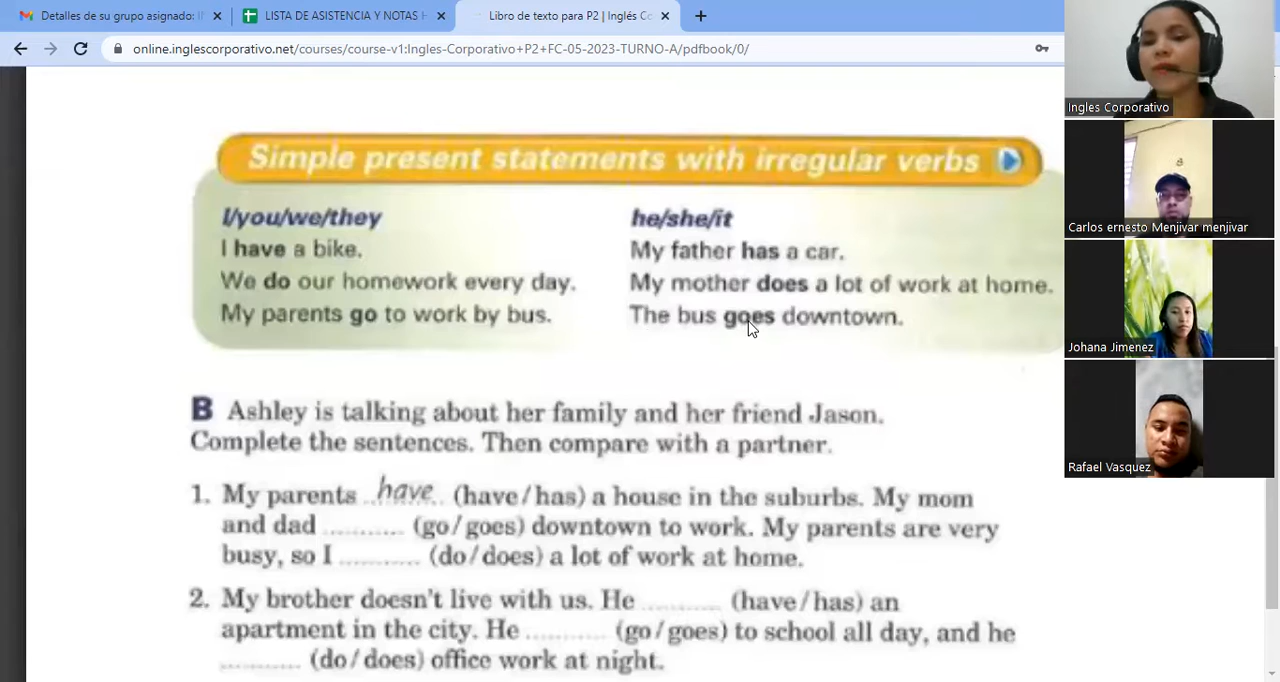 Detalles de su grupo asignado: II
LISTA DE ASISTENCIA Y NOTAS
Libro de texto para P2 | Inglés Co
online.inglescorporativo.net/courses/course-v1:Ingles-Corporativo+P2+FC-05-2023-TURNO-A/pdfbook/0/
Simple present statements with irregular verbs
I/you/we/they
I have a bike.
We do our homework every day.
My parents go to work by bus.
he/she/it
My father has a car.
My mother does a lot of work at home.
The bus goes downtown.
B Ashley is talking about her family and her friend Jason.
Complete the sentences. Then compare with a partner.
1. My parents have (have/has) a house in the suburbs. My mom
and dad .......... (go/goes) downtown to work. My parents are very
busy, so I .......... (do/does) a lot of work at home.
2. My brother doesn't live with us. He .......... (have/has) an
apartment in the city. He .......... (go/goes) to school all day, and he
.......... (do/does) office work at night.
Ingles Corporativo
Carlos ernesto Menjivar menjivar
Johana Jimenez
Rafael Vasquez